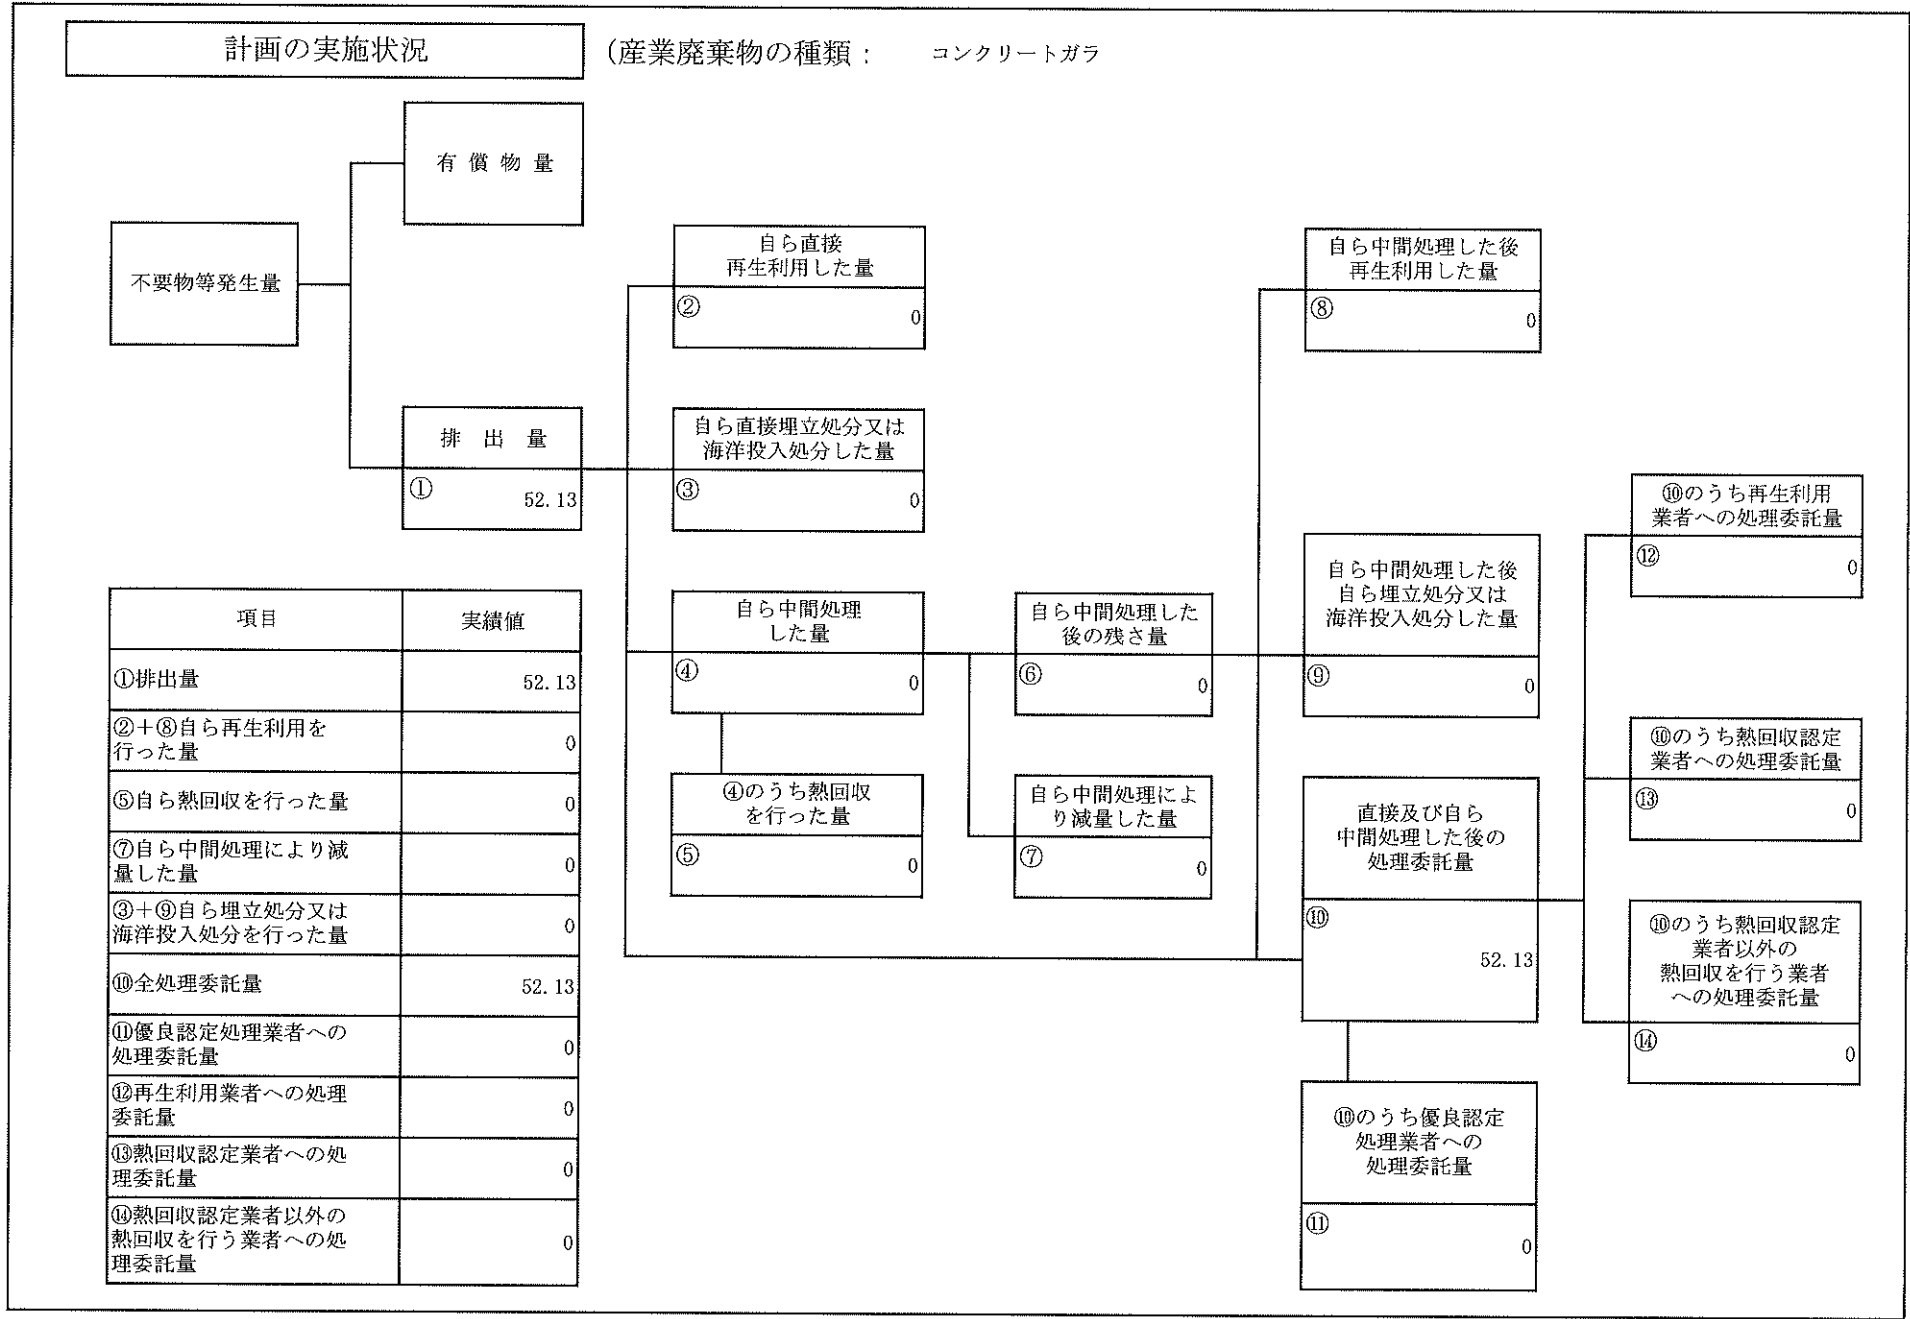 計画の実施状況
(産業廃棄物の種類： コンクリートガラ
有償物量
不要物等発生量
排出量
① 52.13
自ら直接
再生利用した量
② 0
自ら直接埋立処分又は
海洋投入処分した量
③ 0
自ら中間処理
した量
④ 0
④のうち熱回収
を行った量
⑤ 0
自ら中間処理した
後の残さ量
⑥ 0
自ら中間処理によ
り減量した量
⑦ 0
自ら中間処理した後
再生利用した量
⑧ 0
自ら中間処理した後
自ら埋立処分又は
海洋投入処分した量
⑨ 0
直接及び自ら
中間処理した後の
処理委託量
⑩
52.13
⑩のうち優良認定
処理業者への
処理委託量
⑪ 0
⑩のうち再生利用
業者への処理委託量
⑫ 0
⑩のうち熱回収認定
業者への処理委託量
⑬ 0
⑩のうち熱回収認定
業者以外の
熱回収を行う業者
への処理委託量
⑭ 0
項目 実績値
①排出量 52.13
②＋⑧自ら再生利用を
行った量 0
⑤自ら熱回収を行った量 0
⑦自ら中間処理により減
量した量 0
③＋⑨自ら埋立処分又は
海洋投入処分を行った量 0
⑩全処理委託量 52.13
⑪優良認定処理業者への
処理委託量 0
⑫再生利用業者への処理
委託量 0
⑬熱回収認定業者への処
理委託量 0
⑭熱回収認定業者以外の
熱回収を行う業者への処
理委託量 0